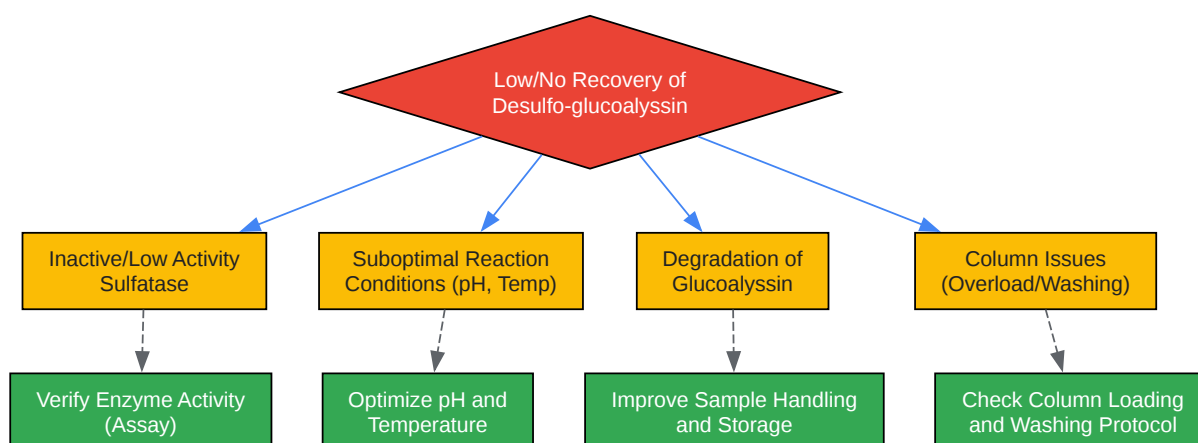 Low/No Recovery of
Desulfo-glucoalyssin
Inactive/Low Activity
Sulfatase
Suboptimal Reaction
Conditions (pH, Temp)
Degradation of
Glucoalyssin
Column Issues
(Overload/Washing)
Verify Enzyme Activity
(Assay)
Optimize pH and
Temperature
Improve Sample Handling
and Storage
Check Column Loading
and Washing Protocol